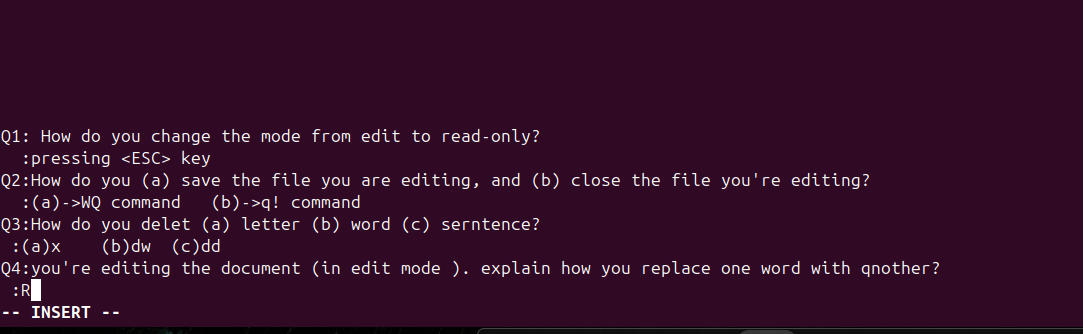 Q1: How do you change the mode from edit to read-only?
:pressing <ESC> key
Q2:How do you (a) save the file you are editing, and (b) close the file you're editing?
:(a)->WQ command (b)->q! command
Q3:How do you delet (a) letter (b) word (c) serntence?
:(a)x (b)dw (c)dd
Q4:you're editing the document (in edit mode ). explain how you replace one word with qnother?
:R
-- INSERT --